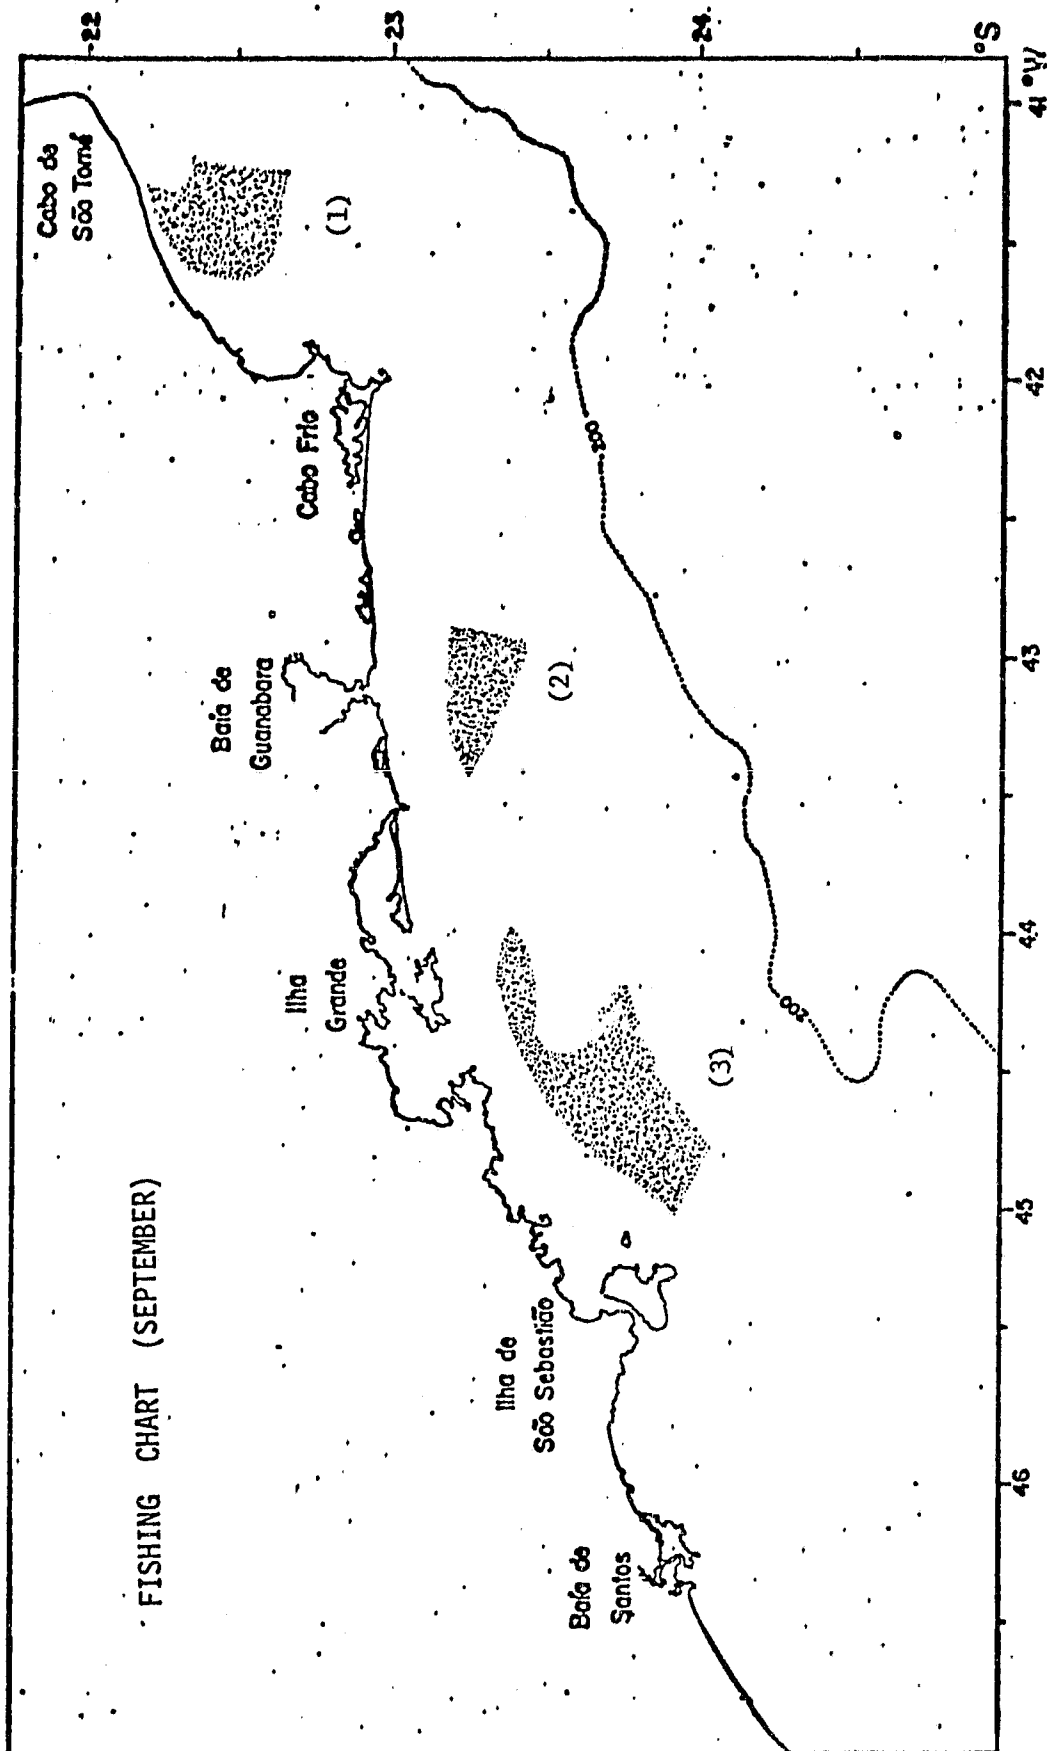 FISHING CHART (SEPTEMBER)
Cabo de
São Tomé
(1)
Cabo Frio
Baía de
Guanabara
(2)
Ilha
Grande
(3)
Ilha de
São Sebastião
Baía de
Santos
200
200
22
23
24
°S
46
45
44
43
42
41 °W